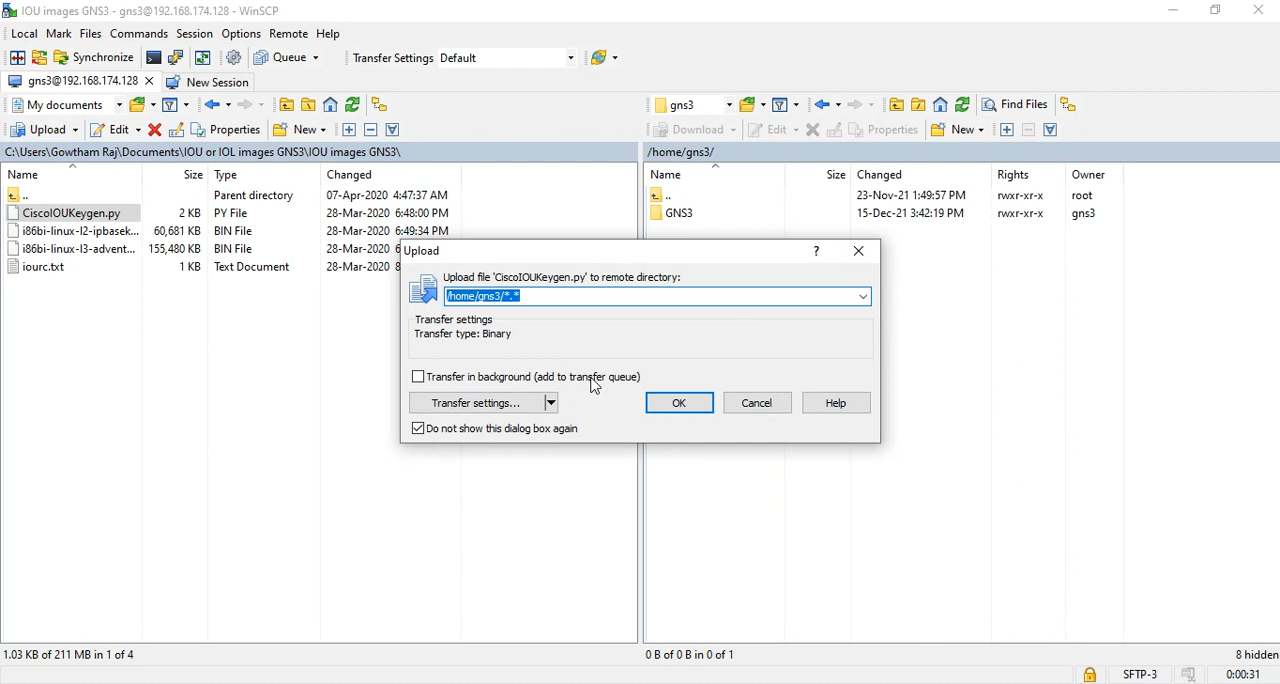 IOU images GNS3 - gns3@192.168.174.128 - WinSCP
Local Mark Files Commands Session Options Remote Help
Synchronize Queue Transfer Settings Default
gns3@192.168.174.128 New Session
My documents gns3 Find Files
Upload Edit Properties New Download Edit Properties New
C:\Users\Gowtham Raj\Documents\IOU or IOL images GNS3\IOU images GNS3\ /home/gns3/
Name Size Type Changed Name Size Changed Rights Owner
.. Parent directory 07-Apr-2020 4:47:37 AM .. 23-Nov-21 1:49:57 PM rwxr-xr-x root
CiscoIOUKeygen.py 2 KB PY File 28-Mar-2020 6:48:00 PM GNS3 15-Dec-21 3:42:19 PM rwxr-xr-x gns3
i86bi-linux-l2-ipbasek... 60,681 KB BIN File 28-Mar-2020 6:49:34 PM
i86bi-linux-l3-advent... 155,480 KB BIN File 28-Mar-2020 6
iourc.txt 1 KB Text Document 28-Mar-2020 8
Upload ?
Upload file 'CiscoIOUKeygen.py' to remote directory:
/home/gns3/*.*
Transfer settings
Transfer type: Binary
Transfer in background (add to transfer queue)
Transfer settings... OK Cancel Help
Do not show this dialog box again
1.03 KB of 211 MB in 1 of 4 0 B of 0 B in 0 of 1 8 hidden
SFTP-3 0:00:31